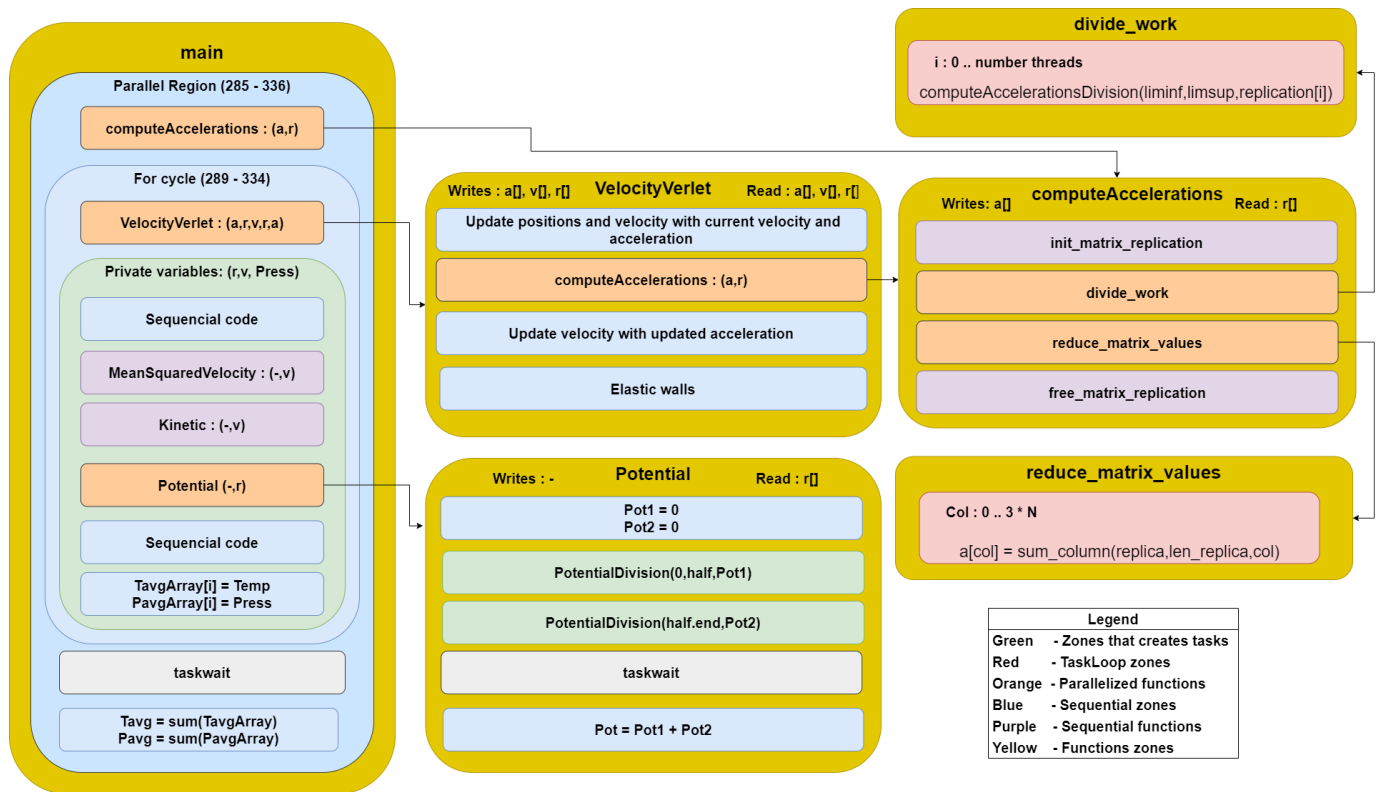 main
Parallel Region (285 - 336)
computeAccelerations : (a,r)
For cycle (289 - 334)
VelocityVerlet : (a,r,v,r,a)
Private variables: (r,v, Press)
Sequencial code
MeanSquaredVelocity : (-,v)
Kinetic : (-,v)
Potential (-,r)
Sequencial code
TavgArray[i] = Temp
PavgArray[i] = Press
taskwait
Tavg = sum(TavgArray)
Pavg = sum(PavgArray)
Writes : a[], v[], r[]
VelocityVerlet
Read : a[], v[], r[]
Update positions and velocity with current velocity and
acceleration
computeAccelerations : (a,r)
Update velocity with updated acceleration
Elastic walls
Writes : -
Potential
Read : r[]
Pot1 = 0
Pot2 = 0
PotentialDivision(0,half,Pot1)
PotentialDivision(half.end,Pot2)
taskwait
Pot = Pot1 + Pot2
divide_work
i : 0 .. number threads
computeAccelerationsDivision(liminf,limsup,replication[i])
Writes: a[]
computeAccelerations
Read : r[]
init_matrix_replication
divide_work
reduce_matrix_values
free_matrix_replication
reduce_matrix_values
Col : 0 .. 3 * N
a[col] = sum_column(replica,len_replica,col)
Legend
Green - Zones that creates tasks
Red - TaskLoop zones
Orange - Parallelized functions
Blue - Sequential zones
Purple - Sequential functions
Yellow - Functions zones